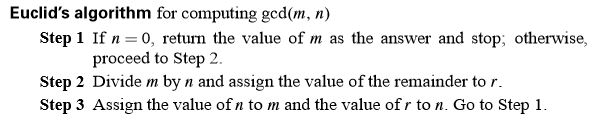 Euclid's algorithm for computing gcd(m, n)
Step 1 If n = 0, return the value of m as the answer and stop; otherwise,
proceed to Step 2.
Step 2 Divide m by n and assign the value of the remainder to r.
Step 3 Assign the value of n to m and the value of r to n. Go to Step 1.